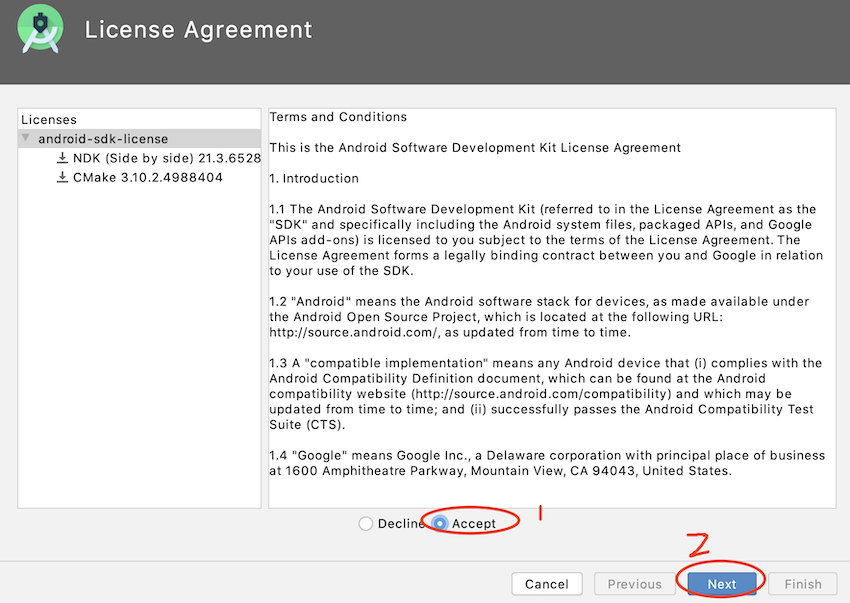 License Agreement
Licenses
android-sdk-license
NDK (Side by side) 21.3.6528
CMake 3.10.2.4988404
Terms and Conditions
This is the Android Software Development Kit License Agreement
1. Introduction
1.1 The Android Software Development Kit (referred to in the License Agreement as the
"SDK" and specifically including the Android system files, packaged APIs, and Google
APIs add-ons) is licensed to you subject to the terms of the License Agreement. The
License Agreement forms a legally binding contract between you and Google in relation
to your use of the SDK.
1.2 "Android" means the Android software stack for devices, as made available under
the Android Open Source Project, which is located at the following URL:
http://source.android.com/, as updated from time to time.
1.3 A "compatible implementation" means any Android device that (i) complies with the
Android Compatibility Definition document, which can be found at the Android
compatibility website (http://source.android.com/compatibility) and which may be
updated from time to time; and (ii) successfully passes the Android Compatibility Test
Suite (CTS).
1.4 "Google" means Google Inc., a Delaware corporation with principal place of business
at 1600 Amphitheatre Parkway, Mountain View, CA 94043, United States.
Decline Accept 1
2
Cancel Previous Next Finish